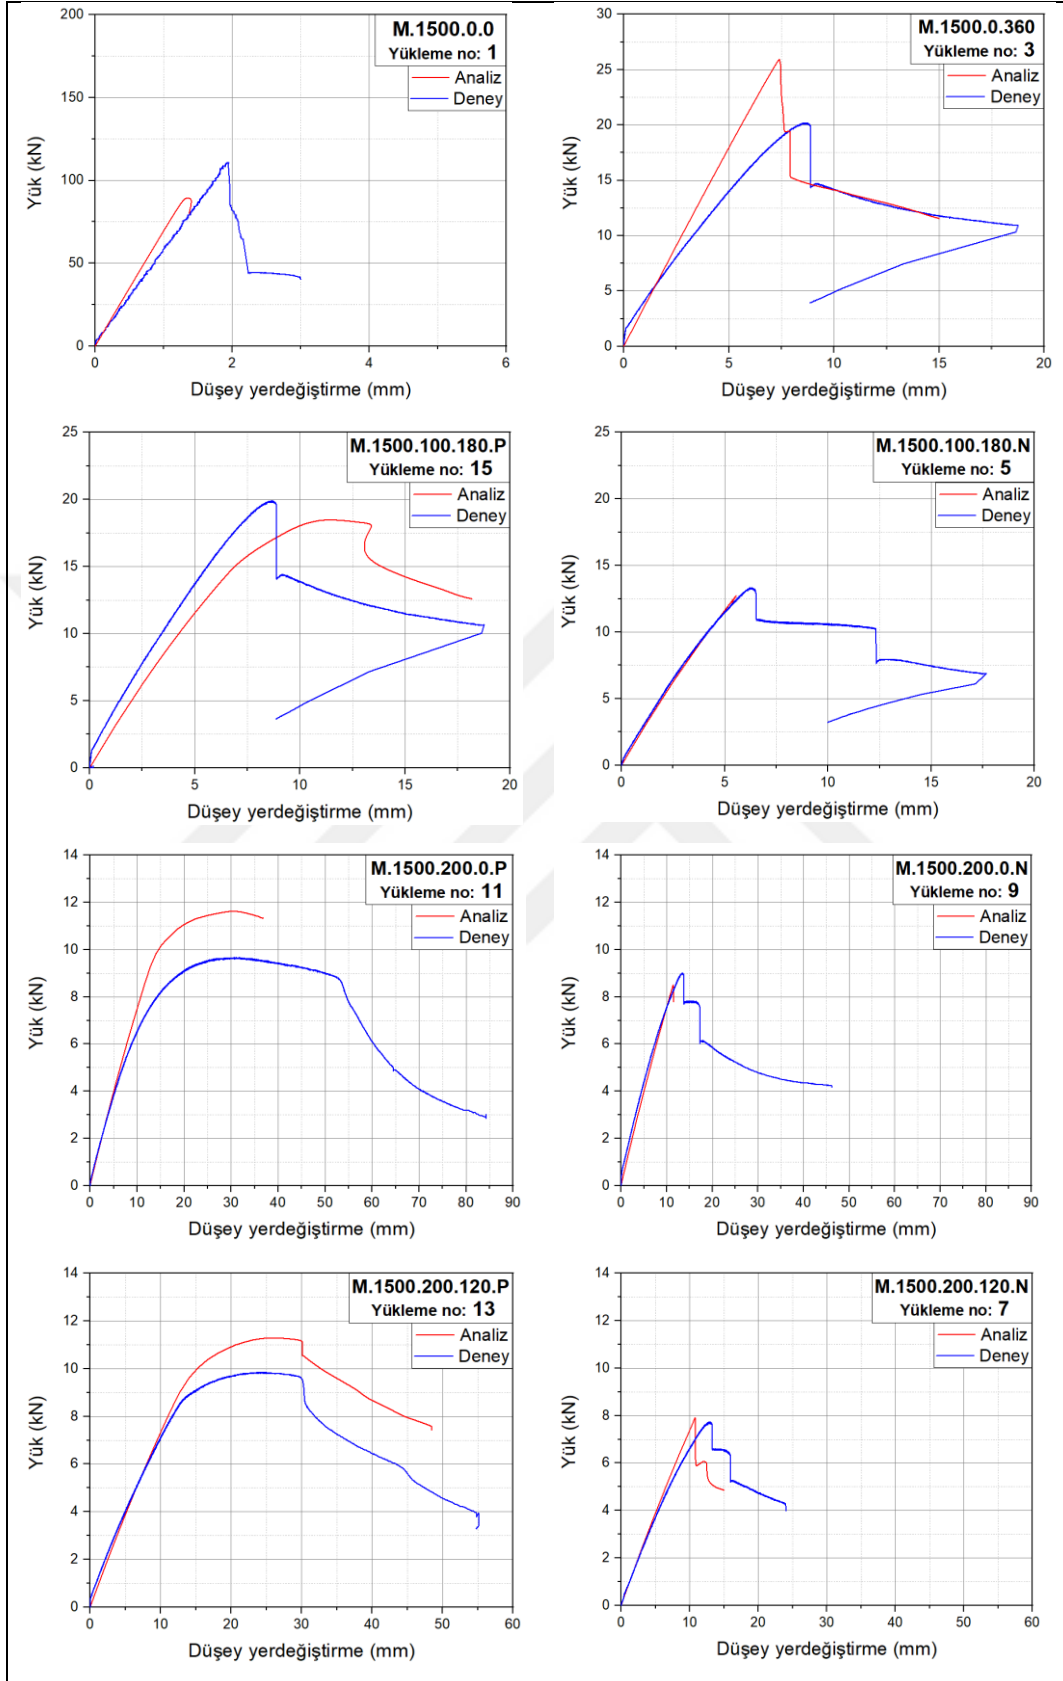 M.1500.0.0
Yükleme no: 1
Analiz
Deney
200
150
100
50
0
Yük (kN)
0 2 4 6
Düşey yerdeğiştirme (mm)
M.1500.0.360
Yükleme no: 3
Analiz
Deney
30
25
20
15
10
5
0
Yük (kN)
0 5 10 15 20
Düşey yerdeğiştirme (mm)
M.1500.100.180.P
Yükleme no: 15
Analiz
Deney
25
20
15
10
5
0
Yük (kN)
0 5 10 15 20
Düşey yerdeğiştirme (mm)
M.1500.100.180.N
Yükleme no: 5
Analiz
Deney
25
20
15
10
5
0
Yük (kN)
0 5 10 15 20
Düşey yerdeğiştirme (mm)
M.1500.200.0.P
Yükleme no: 11
Analiz
Deney
14
12
10
8
6
4
2
0
Yük (kN)
0 10 20 30 40 50 60 70 80 90
Düşey yerdeğiştirme (mm)
M.1500.200.0.N
Yükleme no: 9
Analiz
Deney
14
12
10
8
6
4
2
0
Yük (kN)
0 10 20 30 40 50 60 70 80 90
Düşey yerdeğiştirme (mm)
M.1500.200.120.P
Yükleme no: 13
Analiz
Deney
14
12
10
8
6
4
2
0
Yük (kN)
0 10 20 30 40 50 60
Düşey yerdeğiştirme (mm)
M.1500.200.120.N
Yükleme no: 7
Analiz
Deney
14
12
10
8
6
4
2
0
Yük (kN)
0 10 20 30 40 50 60
Düşey yerdeğiştirme (mm)